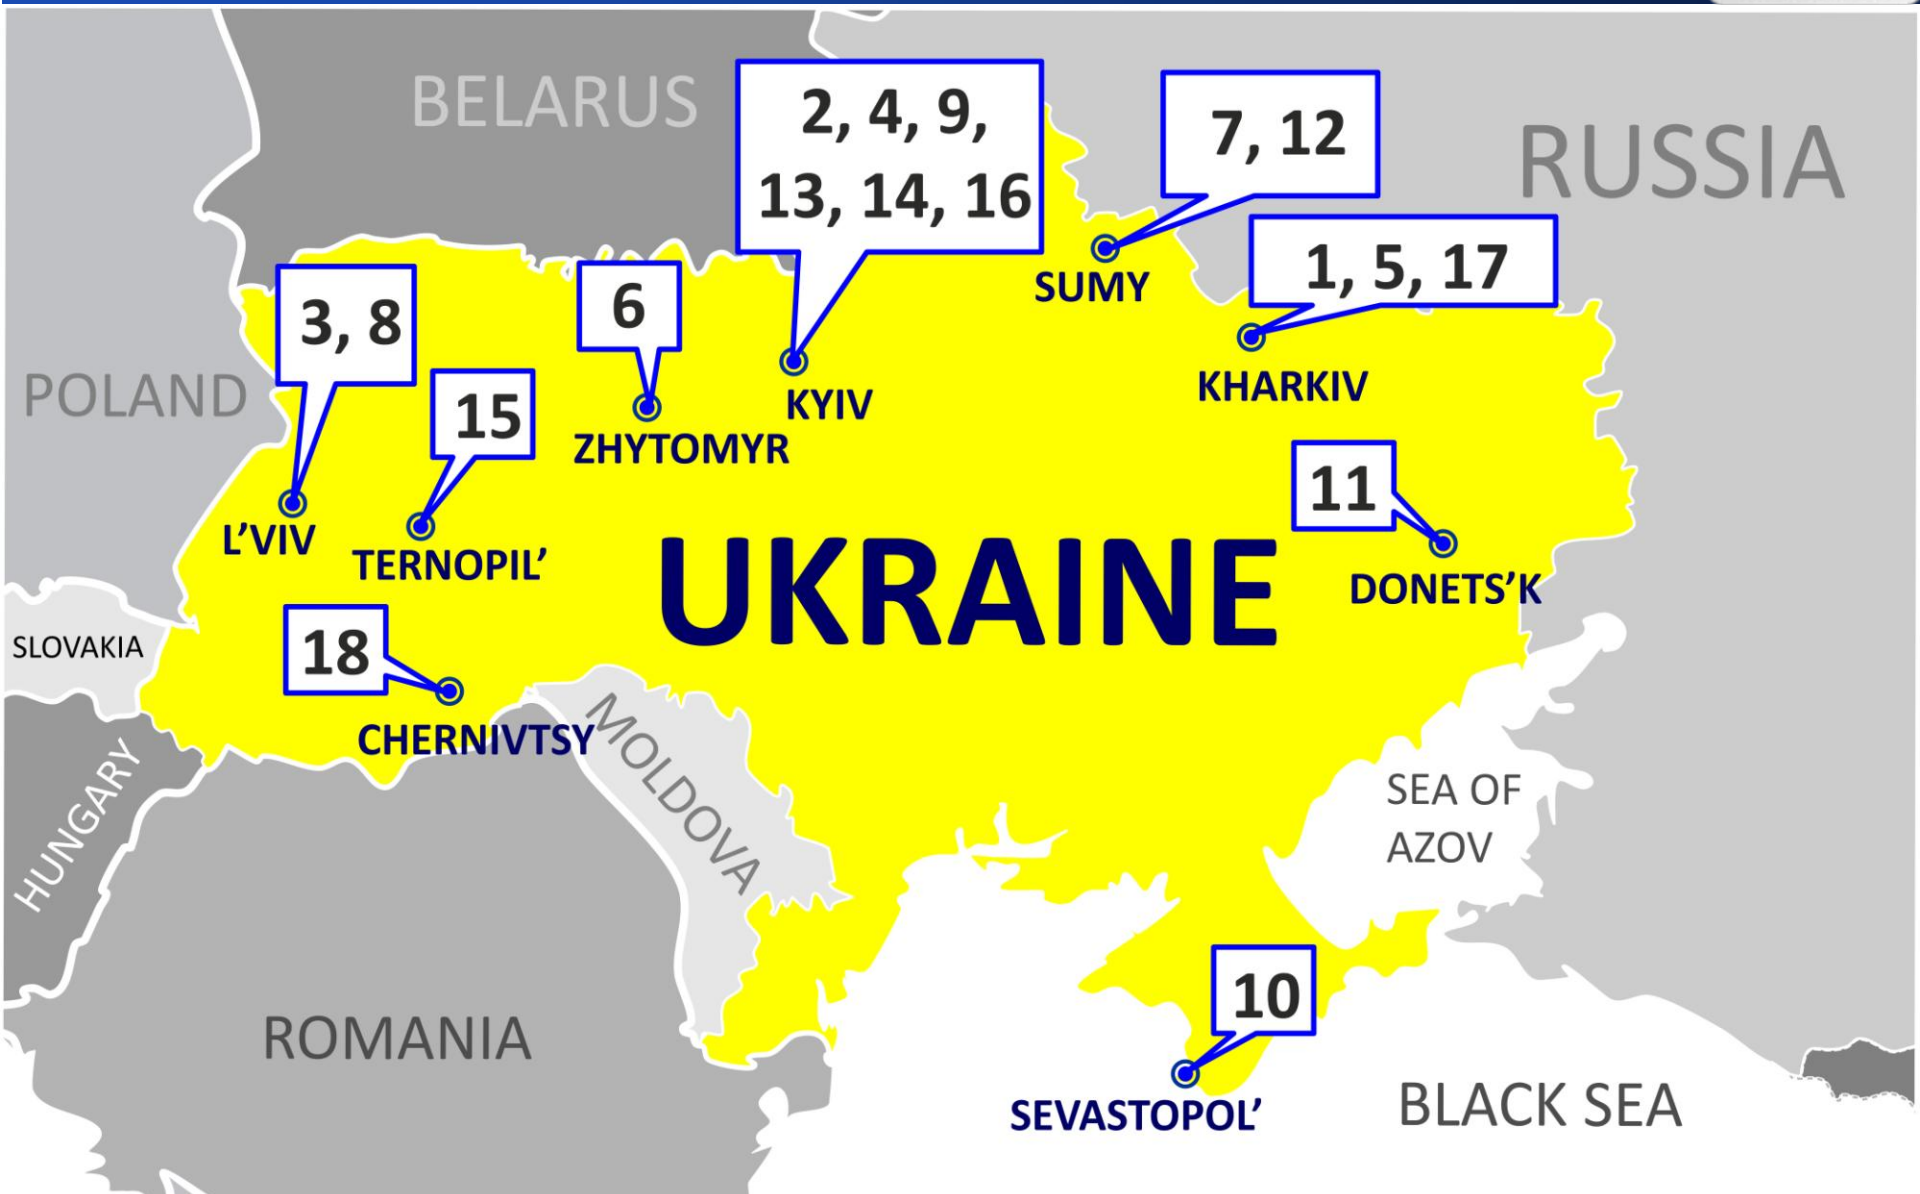 BELARUS
2, 4, 9,
13, 14, 16
7, 12
RUSSIA
1, 5, 17
SUMY
3, 8
6
KHARKIV
POLAND
15
KYIV
ZHYTOMYR
11
L’VIV
TERNOPIL’
UKRAINE
DONETS’K
SLOVAKIA
18
CHERNIVTSY
MOLDOVA
HUNGARY
SEA OF
AZOV
10
ROMANIA
SEVASTOPOL’
BLACK SEA